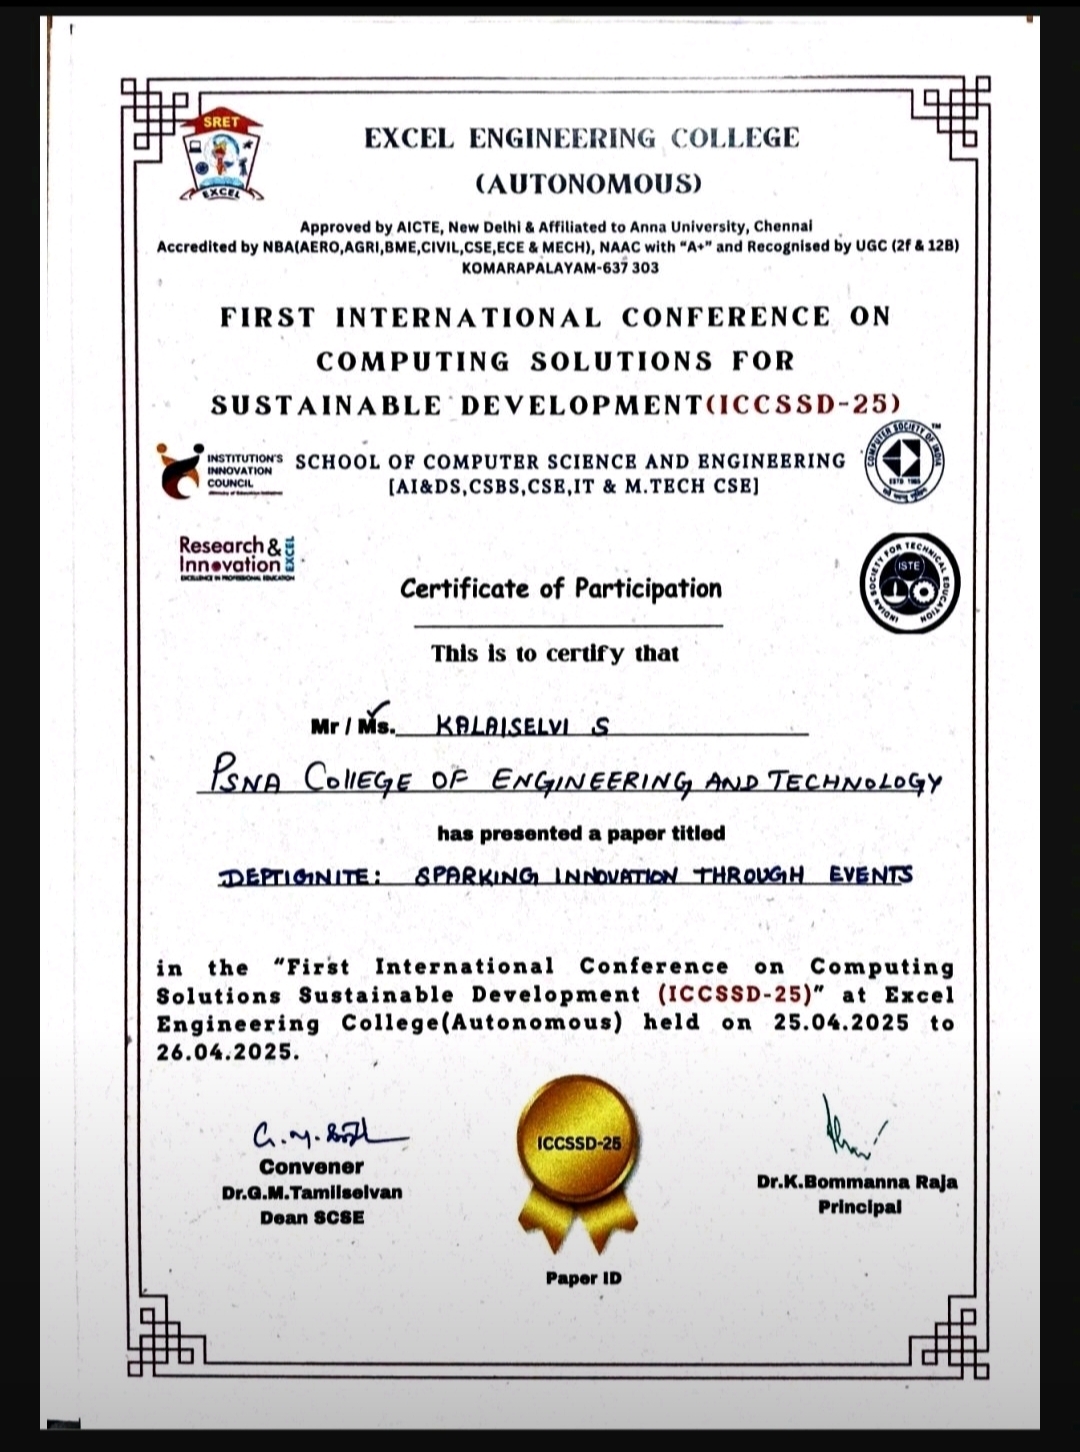 SRET
EXCEL
EXCEL ENGINEERING COLLEGE
(AUTONOMOUS)
Approved by AICTE, New Delhi & Affiliated to Anna University, Chennai
Accredited by NBA(AERO,AGRI,BME,CIVIL,CSE,ECE & MECH), NAAC with "A+" and Recognised by UGC (2f & 12B)
KOMARAPALAYAM-637 303
FIRST INTERNATIONAL CONFERENCE ON
COMPUTING SOLUTIONS FOR
SUSTAINABLE DEVELOPMENT(ICCSSD-25)
INSTITUTION'S
INNOVATION
COUNCIL
SCHOOL OF COMPUTER SCIENCE AND ENGINEERING
[AI&DS,CSBS,CSE,IT & M.TECH CSE]
COMPUTER SOCIETY OF INDIA
TM
ESTD 1965
Research &
Innovation
EXCEL
EXCELLENCE IN PROFESSIONAL EDUCATION
INDIAN SOCIETY FOR TECHNICAL EDUCATION
ISTE
Certificate of Participation
This is to certify that
Mr / Ms. KALAISELVI S
PSNA COllEGE OF ENGINEERING AND TECHNOLOGY
has presented a paper titled
DEPTIGNITE: SPARKING INNOVATION THROUGH EVENTS
in the "First International Conference on Computing
Solutions Sustainable Development (ICCSSD-25)" at Excel
Engineering College(Autonomous) held on 25.04.2025 to
26.04.2025.
ICCSSD-25
Convener
Dr.G.M.Tamilselvan
Dean SCSE
Dr.K.Bommanna Raja
Principal
Paper ID